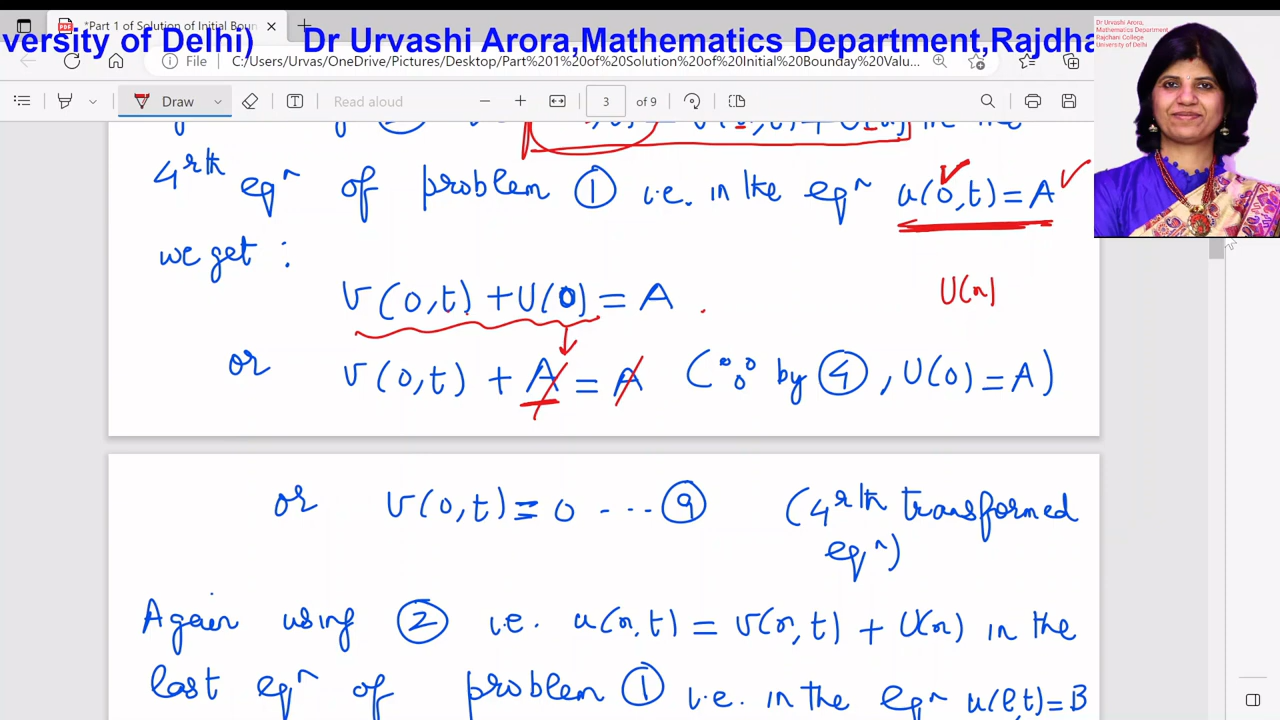 *Part 1 of Solution of Initial Boun
versity of Delhi)    Dr Urvashi Arora,Mathematics Department,Rajdha
File C:/Users/Urvas/OneDrive/Pictures/Desktop/Part%201%20of%20Solution%20of%20Initial%20Bounday%20Valu...
Draw Read aloud 3 of 9
Dr Urvashi Arora,
Mathematics Department,
Rajdhani College
University of Delhi
4rth eqn of problem ① i.e. in the eqn u(0,t) = A
we get :
v(0,t) + U(0) = A .
U(x)
or v(0,t) + A = A (∵ by ④, U(0) = A)
or v(0,t) = 0 --- ⑨ (4rth transformed
eqn)
Again using ② i.e. u(x,t) = v(x,t) + U(x) in the
last eqn of problem ① i.e. in the eqn u(l,t)=B